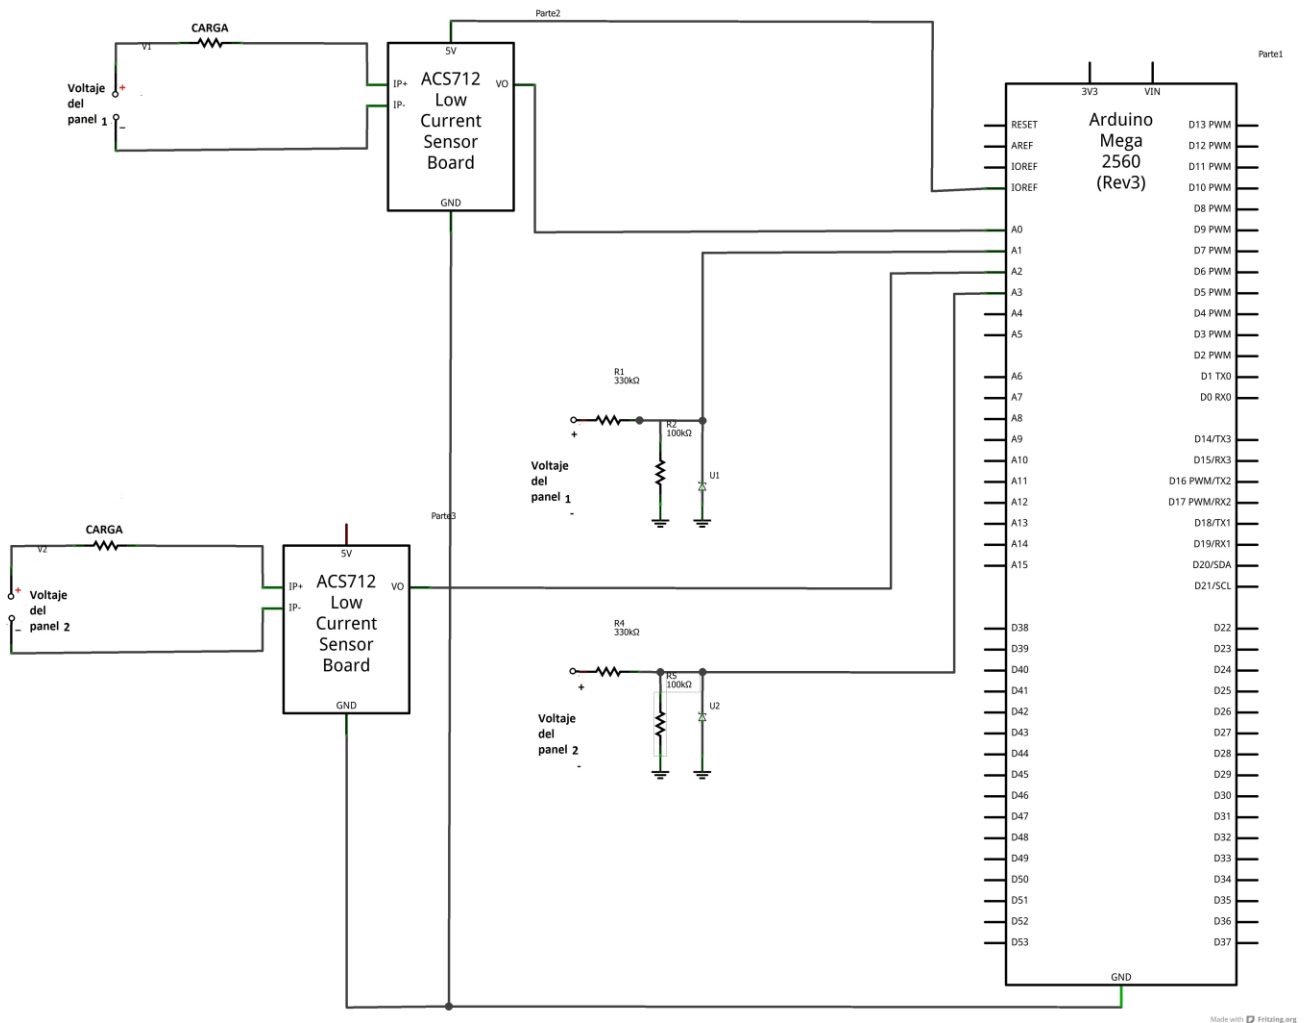 Parte2
CARGA
V1
Voltaje
del
panel 1
+
–
5V
IP+
IP-
VO
ACS712
Low
Current
Sensor
Board
GND
Parte1
3V3
VIN
Arduino
Mega
2560
(Rev3)
RESET
AREF
IOREF
IOREF
A0
A1
A2
A3
A4
A5
A6
A7
A8
A9
A10
A11
A12
A13
A14
A15
D38
D39
D40
D41
D42
D43
D44
D45
D46
D47
D48
D49
D50
D51
D52
D53
D13 PWM
D12 PWM
D11 PWM
D10 PWM
D8 PWM
D9 PWM
D7 PWM
D6 PWM
D5 PWM
D4 PWM
D3 PWM
D2 PWM
D1 TX0
D0 RX0
D14/TX3
D15/RX3
D16 PWM/TX2
D17 PWM/RX2
D18/TX1
D19/RX1
D20/SDA
D21/SCL
D22
D23
D24
D25
D26
D27
D28
D29
D30
D31
D32
D33
D34
D35
D36
D37
GND
R1
330kΩ
R2
100kΩ
+
Voltaje
del
panel 1
-
U1
Parte3
CARGA
V2
+
Voltaje
del
panel 2
–
5V
IP+
IP-
VO
ACS712
Low
Current
Sensor
Board
GND
R4
330kΩ
R5
100kΩ
+
Voltaje
del
panel 2
-
U2
Made with Fritzing.org